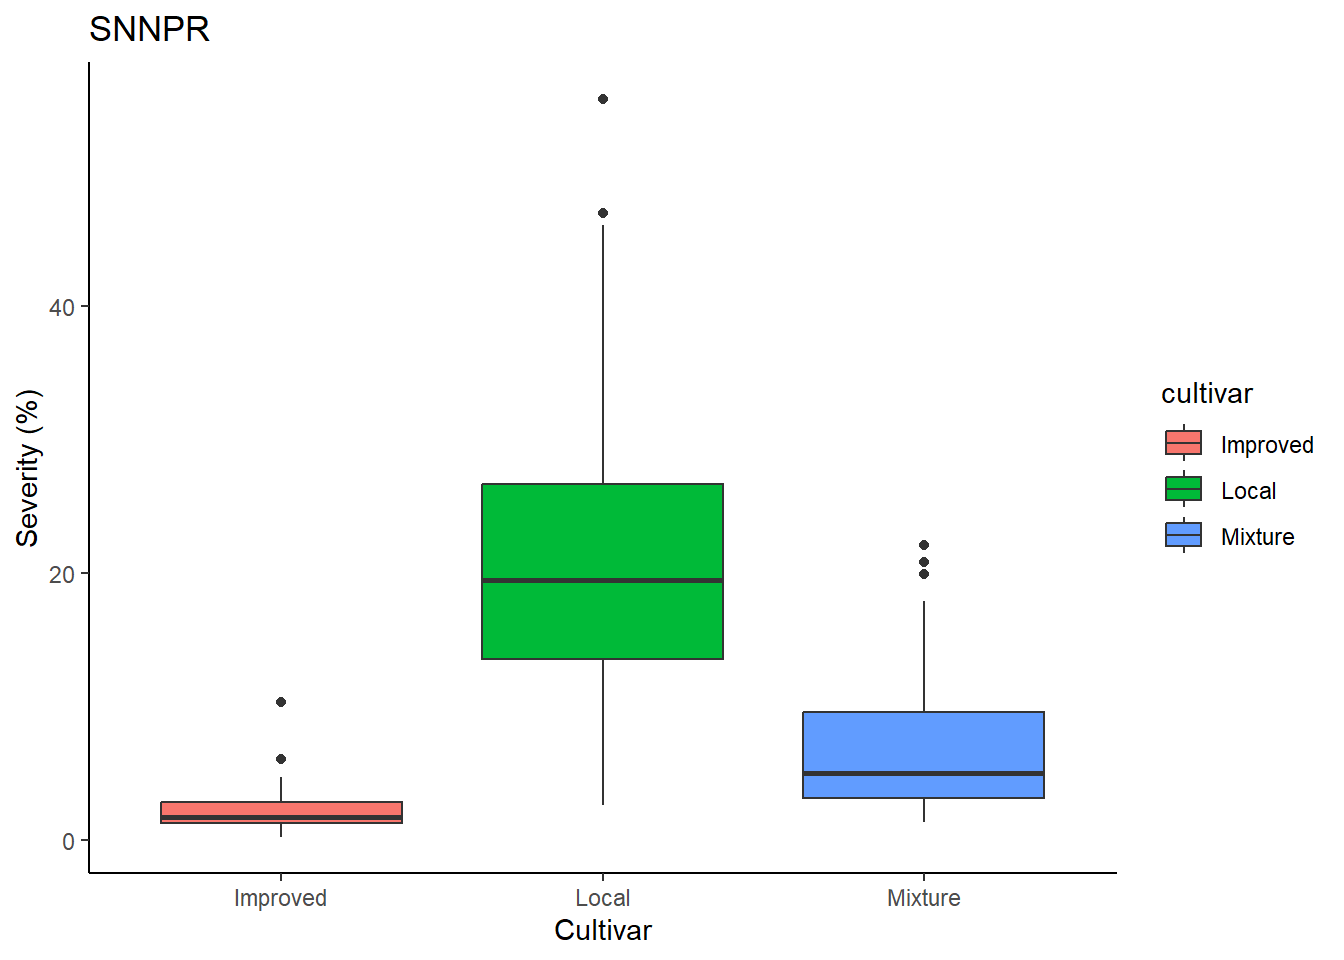 SNNPR
Severity (%)
40
20
0
Improved
Local
Mixture
Cultivar
cultivar
Improved
Local
Mixture